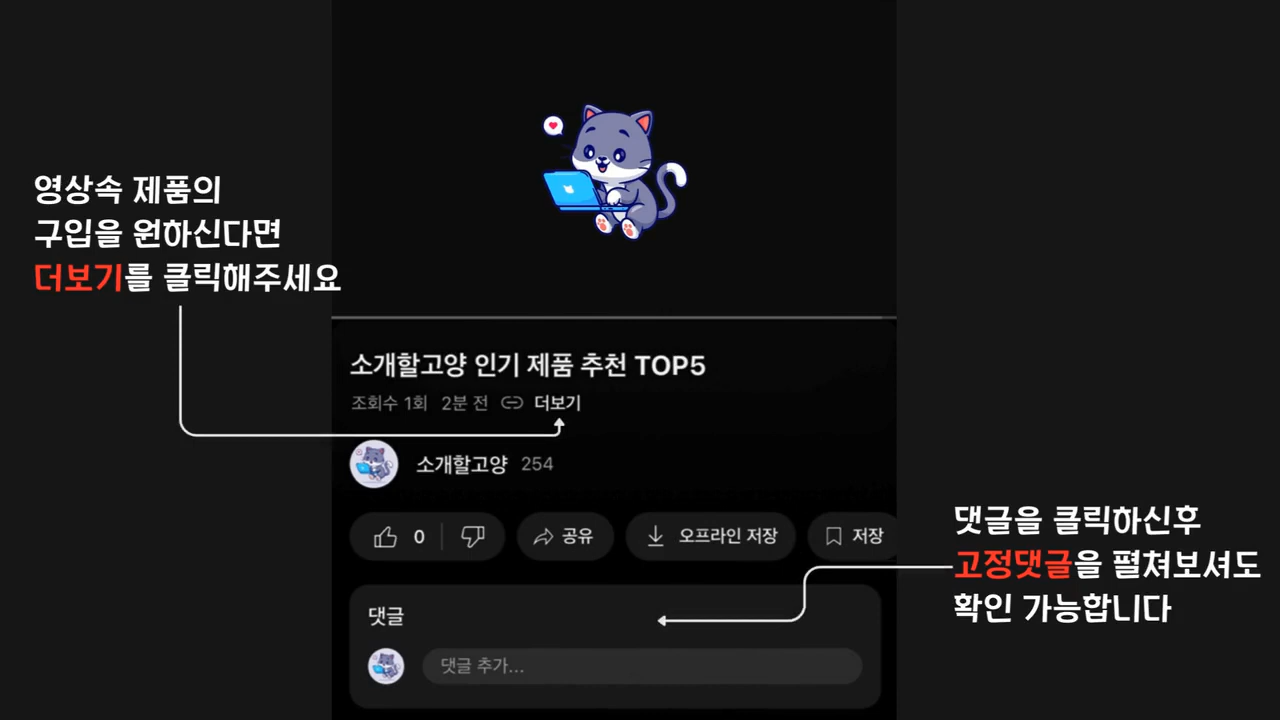 영상속 제품의
구입을 원하신다면
더보기를 클릭해주세요
소개할고양 인기 제품 추천 TOP5
조회수 1회 2분 전 더보기
소개할고양 254
0 공유 오프라인 저장 저장
댓글을 클릭하신후
고정댓글을 펼쳐보셔도
확인 가능합니다
댓글
댓글 추가...